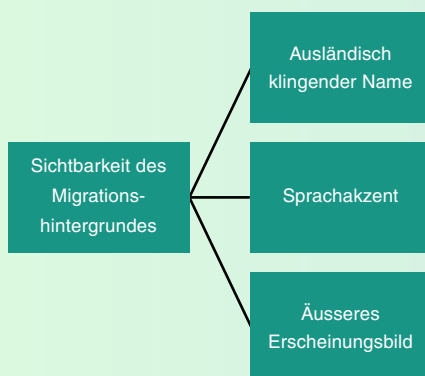 Ausländisch
klingender Name
Sichtbarkeit des
Migrations-
hintergrundes
Sprachakzent
Äusseres
Erscheinungsbild